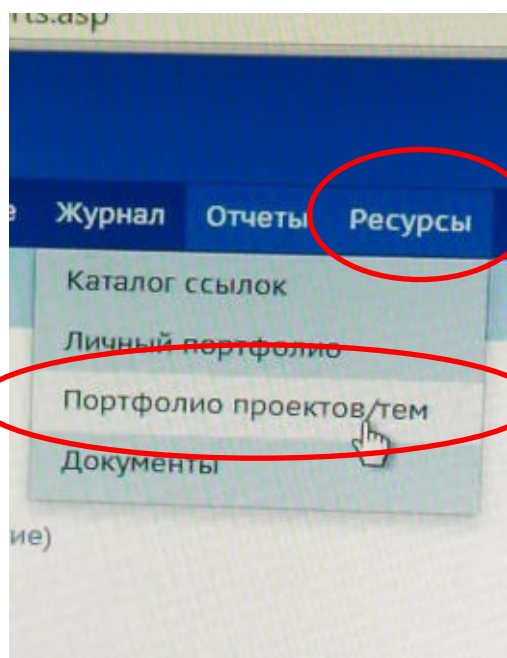 rts.asp
е Журнал Отчеты Ресурсы
Каталог ссылок
Личный портфолио
Портфолио проектов/тем
Документы
ие)